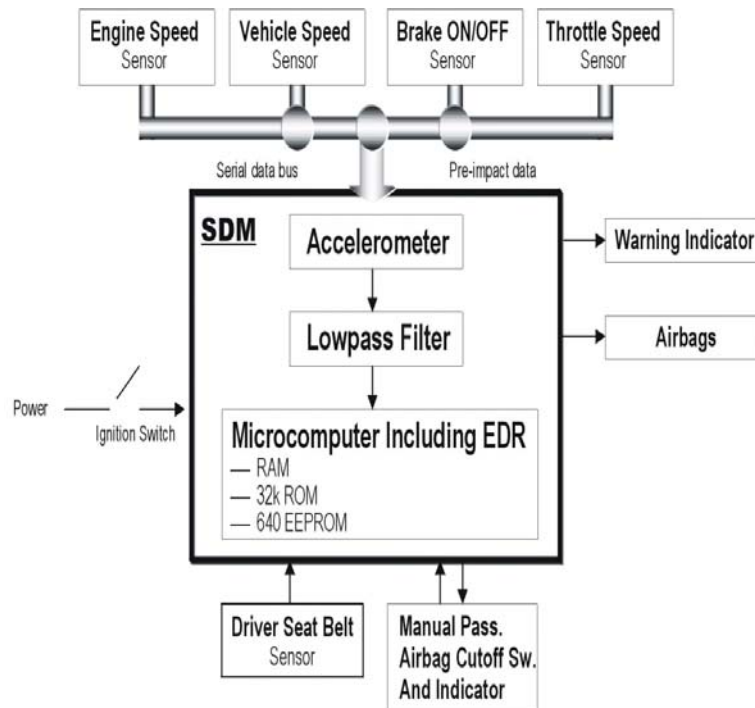 Engine Speed
Sensor
Vehicle Speed
Sensor
Brake ON/OFF
Sensor
Throttle Speed
Sensor
Serial data bus
Pre-impact data
SDM
Accelerometer
Warning Indicator
Lowpass Filter
Airbags
Power
Ignition Switch
Microcomputer Including EDR
— RAM
— 32k ROM
— 640 EEPROM
Driver Seat Belt
Sensor
Manual Pass.
Airbag Cutoff Sw.
And Indicator